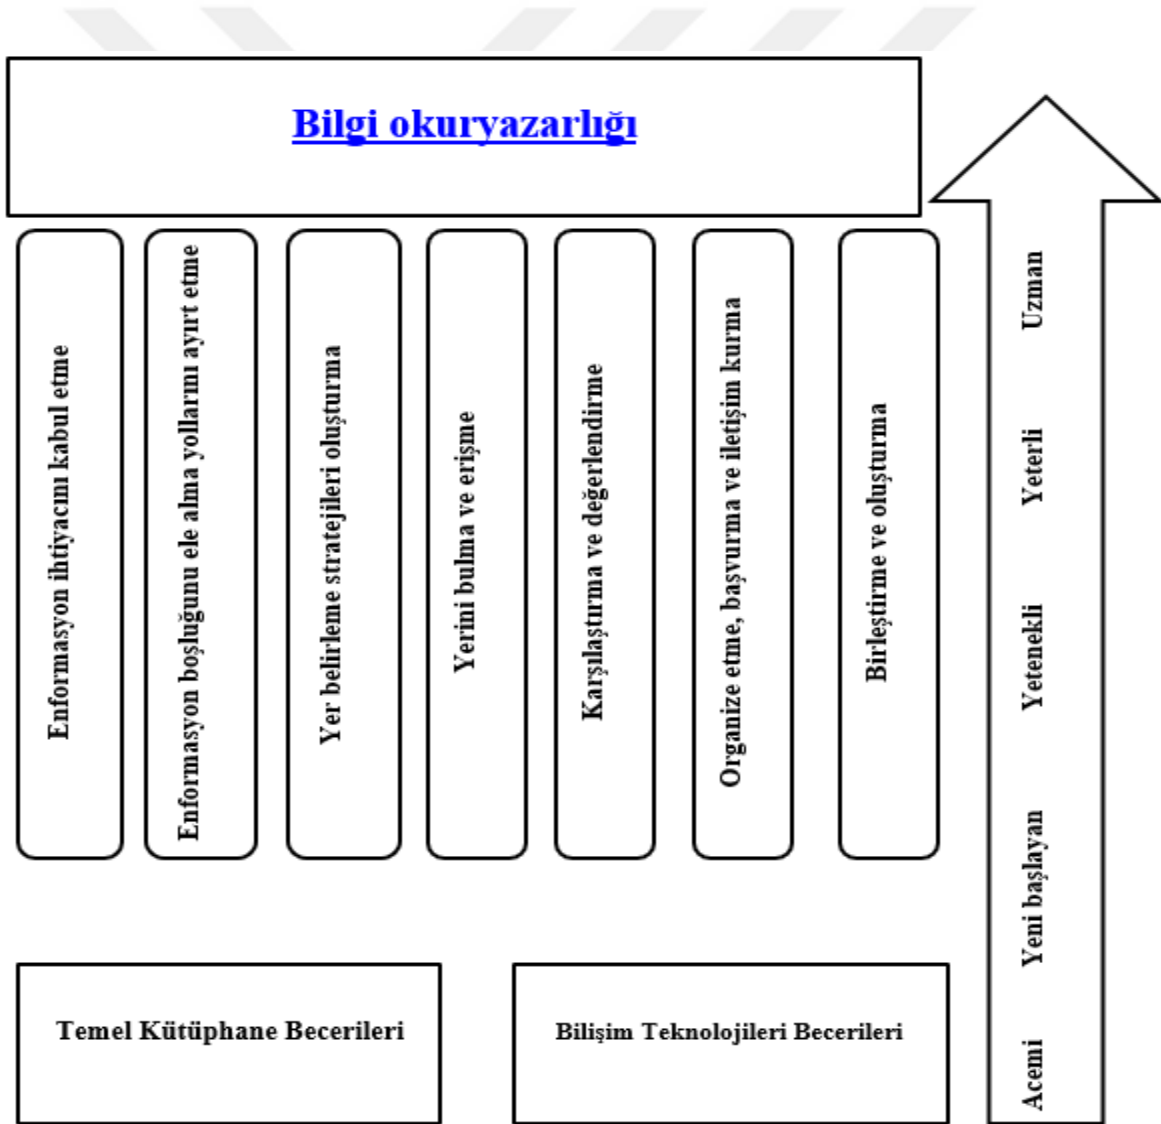 Bilgi okuryazarlığı
Enformasyon ihtiyacını kabul etme
Enformasyon boşluğunu ele alma yollarını ayırt etme
Yer belirleme stratejileri oluşturma
Yerini bulma ve erişme
Karşılaştırma ve değerlendirme
Organize etme, başvurma ve iletişim kurma
Birleştirme ve oluşturma
Uzman
Yeterli
Yetenekli
Yeni başlayan
Acemi
Temel Kütüphane Becerileri
Bilişim Teknolojileri Becerileri